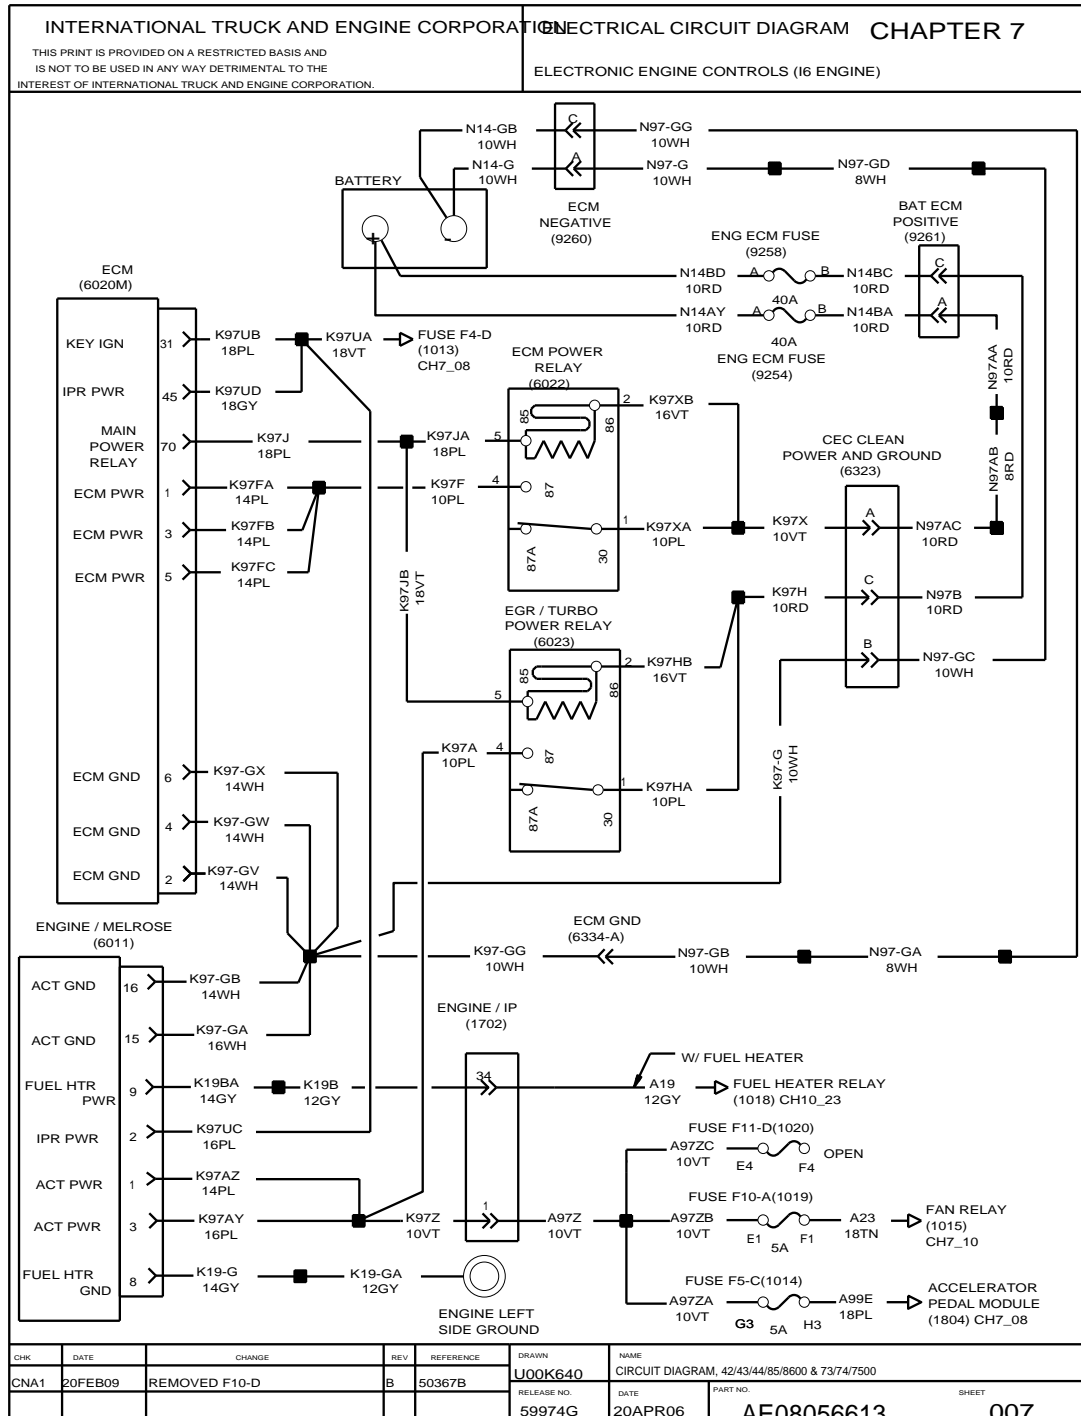 INTERNATIONAL TRUCK AND ENGINE CORPORATION
ELECTRICAL CIRCUIT DIAGRAM CHAPTER 7
THIS PRINT IS PROVIDED ON A RESTRICTED BASIS AND
IS NOT TO BE USED IN ANY WAY DETRIMENTAL TO THE
INTEREST OF INTERNATIONAL TRUCK AND ENGINE CORPORATION.
ELECTRONIC ENGINE CONTROLS (I6 ENGINE)
N14-GB
10WH
C
N97-GG
10WH
N14-G
10WH
A
N97-G
10WH
N97-GD
8WH
BATTERY
+
-
ECM
NEGATIVE
(9260)
BAT ECM
POSITIVE
(9261)
ENG ECM FUSE
(9258)
N14BD
10RD
A
B
40A
N14BC
10RD
C
N14AY
10RD
A
B
40A
N14BA
10RD
A
ENG ECM FUSE
(9254)
N97AA
10RD
N97AB
8RD
ECM
(6020M)
KEY IGN
31
K97UB
18PL
K97UA
18VT
FUSE F4-D
(1013)
CH7_08
IPR PWR
45
K97UD
18GY
MAIN
POWER
RELAY
70
K97J
18PL
K97JA
18PL
5
ECM PWR
1
K97FA
14PL
K97F
10PL
4
ECM PWR
3
K97FB
14PL
ECM PWR
5
K97FC
14PL
K97JB
18VT
ECM POWER
RELAY
(6022)
85
86
87
87A
30
2
K97XB
16VT
1
K97XA
10PL
K97X
10VT
CEC CLEAN
POWER AND GROUND
(6323)
A
N97AC
10RD
K97H
10RD
C
N97B
10RD
B
N97-GC
10WH
EGR / TURBO
POWER RELAY
(6023)
85
86
87
87A
30
2
K97HB
16VT
5
K97A
10PL
4
1
K97HA
10PL
K97-G
10WH
ECM GND
6
K97-GX
14WH
ECM GND
4
K97-GW
14WH
ECM GND
2
K97-GV
14WH
ENGINE / MELROSE
(6011)
ECM GND
(6334-A)
K97-GG
10WH
N97-GB
10WH
N97-GA
8WH
ACT GND
16
K97-GB
14WH
ACT GND
15
K97-GA
16WH
ENGINE / IP
(1702)
FUEL HTR
PWR
9
K19BA
14GY
K19B
12GY
34
W/ FUEL HEATER
A19
12GY
FUEL HEATER RELAY
(1018) CH10_23
IPR PWR
2
K97UC
16PL
FUSE F11-D(1020)
A97ZC
10VT
E4
F4
OPEN
ACT PWR
1
K97AZ
14PL
ACT PWR
3
K97AY
16PL
K97Z
10VT
1
A97Z
10VT
FUSE F10-A(1019)
A97ZB
10VT
E1
5A
F1
A23
18TN
FAN RELAY
(1015)
CH7_10
FUEL HTR
GND
8
K19-G
14GY
K19-GA
12GY
ENGINE LEFT
SIDE GROUND
FUSE F5-C(1014)
A97ZA
10VT
G3
5A
H3
A99E
18PL
ACCELERATOR
PEDAL MODULE
(1804) CH7_08
CHK DATE CHANGE REV REFERENCE
CNA1 20FEB09 REMOVED F10-D B 50367B
DRAWN
U00K640
NAME
CIRCUIT DIAGRAM, 42/43/44/85/8600 & 73/74/7500
RELEASE NO.
59974G
DATE
20APR06
PART NO.
AE08056613
SHEET
007